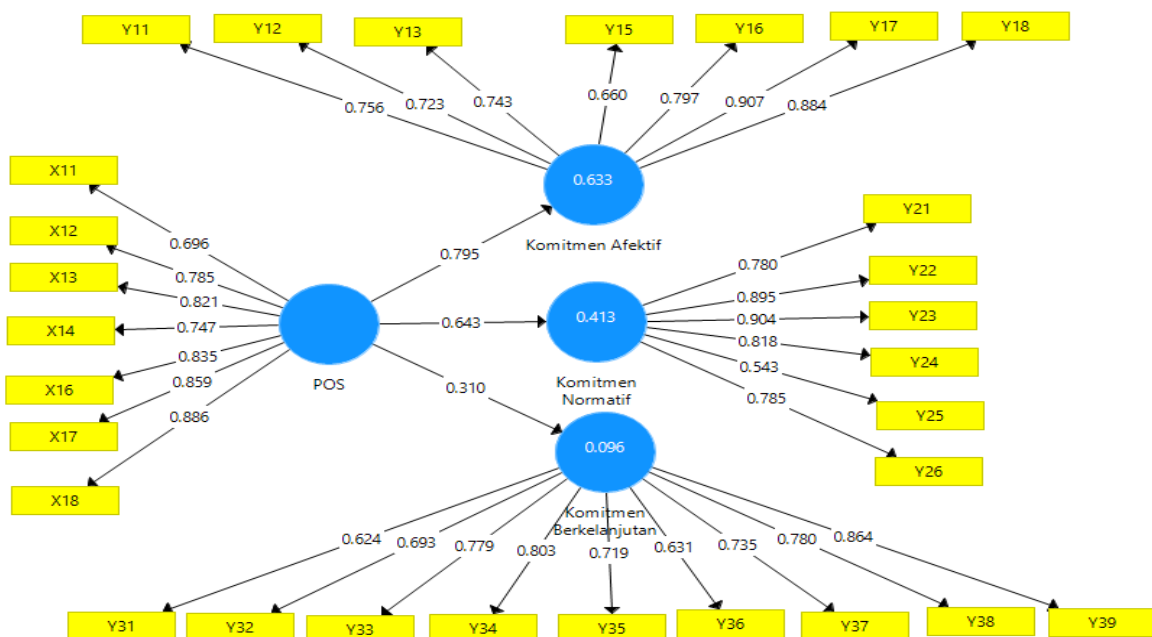 Y11
Y12
Y13
Y15
Y16
Y17
Y18
0.756
0.723
0.743
0.660
0.797
0.907
0.884
0.633
Komitmen Afektif
X11
X12
X13
X14
X16
X17
X18
0.696
0.785
0.821
0.747
0.835
0.859
0.886
POS
0.795
0.643
0.310
0.413
Komitmen
Normatif
Y21
Y22
Y23
Y24
Y25
Y26
0.780
0.895
0.904
0.818
0.543
0.785
0.096
Komitmen
Berkelanjutan
0.624
0.693
0.779
0.803
0.719
0.631
0.735
0.780
0.864
Y31
Y32
Y33
Y34
Y35
Y36
Y37
Y38
Y39